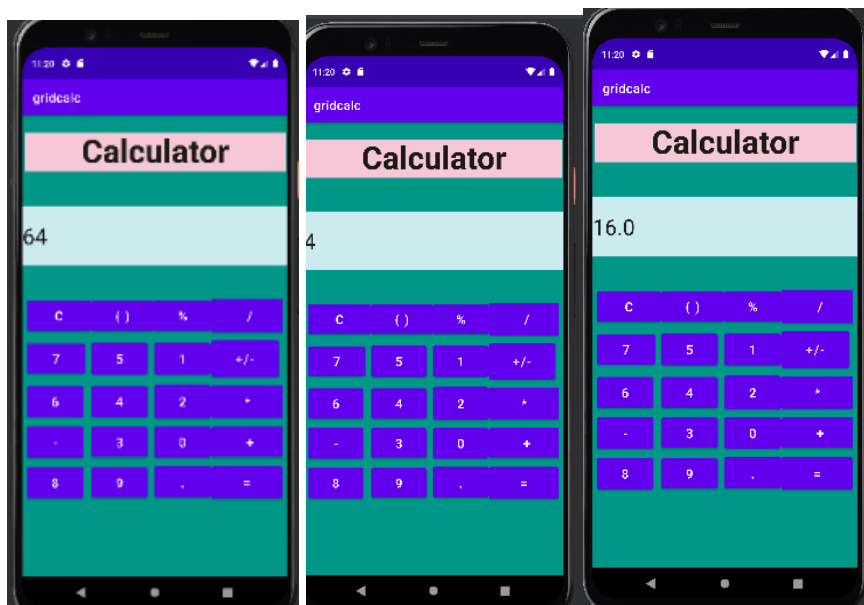 11:20
gridcalc
Calculator
64
C ( ) % /
7 5 1 +/-
6 4 2 *
- 3 0 +
8 9 . =
11:20
gridcalc
Calculator
4
C ( ) % /
7 5 1 +/-
6 4 2 *
- 3 0 +
8 9 . =
11:20
gridcalc
Calculator
16.0
C ( ) % /
7 5 1 +/-
6 4 2 *
- 3 0 +
8 9 . =